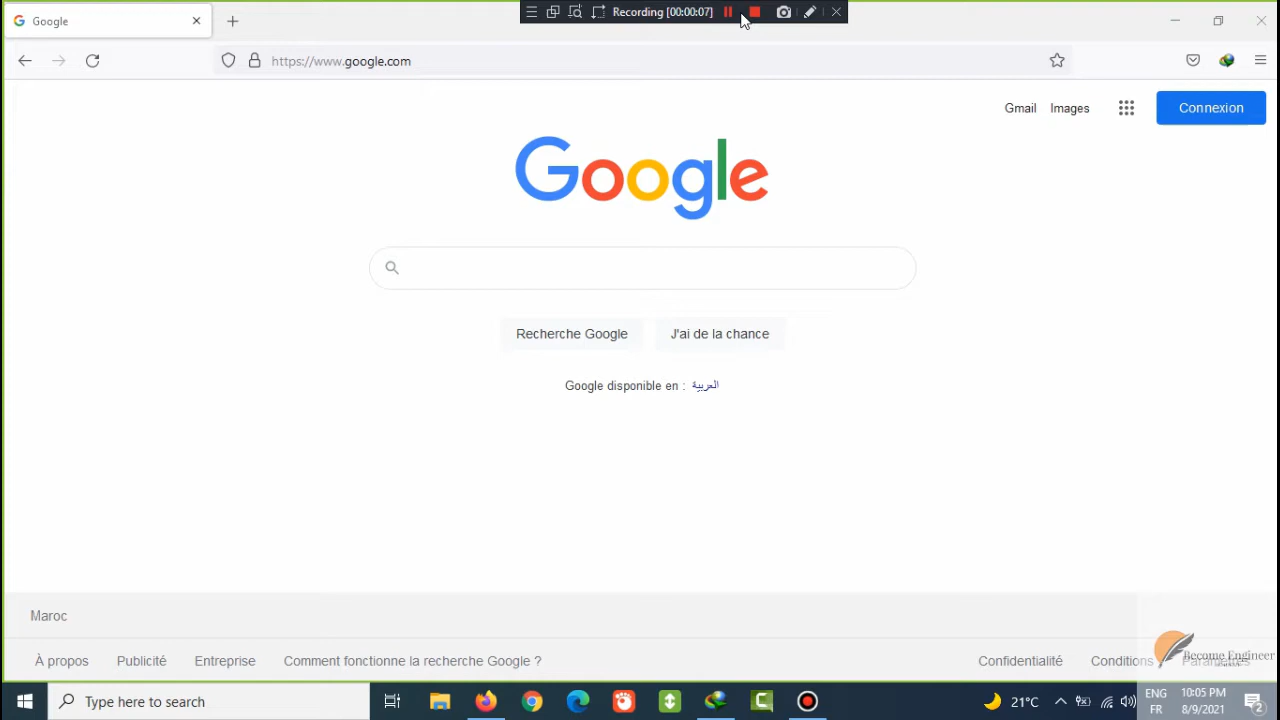 Google
Recording [00:00:07]
https://www.google.com
Gmail
Images
Connexion
Google
Recherche Google
J'ai de la chance
Google disponible en : العربية
Maroc
À propos
Publicité
Entreprise
Comment fonctionne la recherche Google ?
Confidentialité
Conditions
Paramètres
Become Engineer
Type here to search
21°C
ENG
FR
10:05 PM
8/9/2021
2